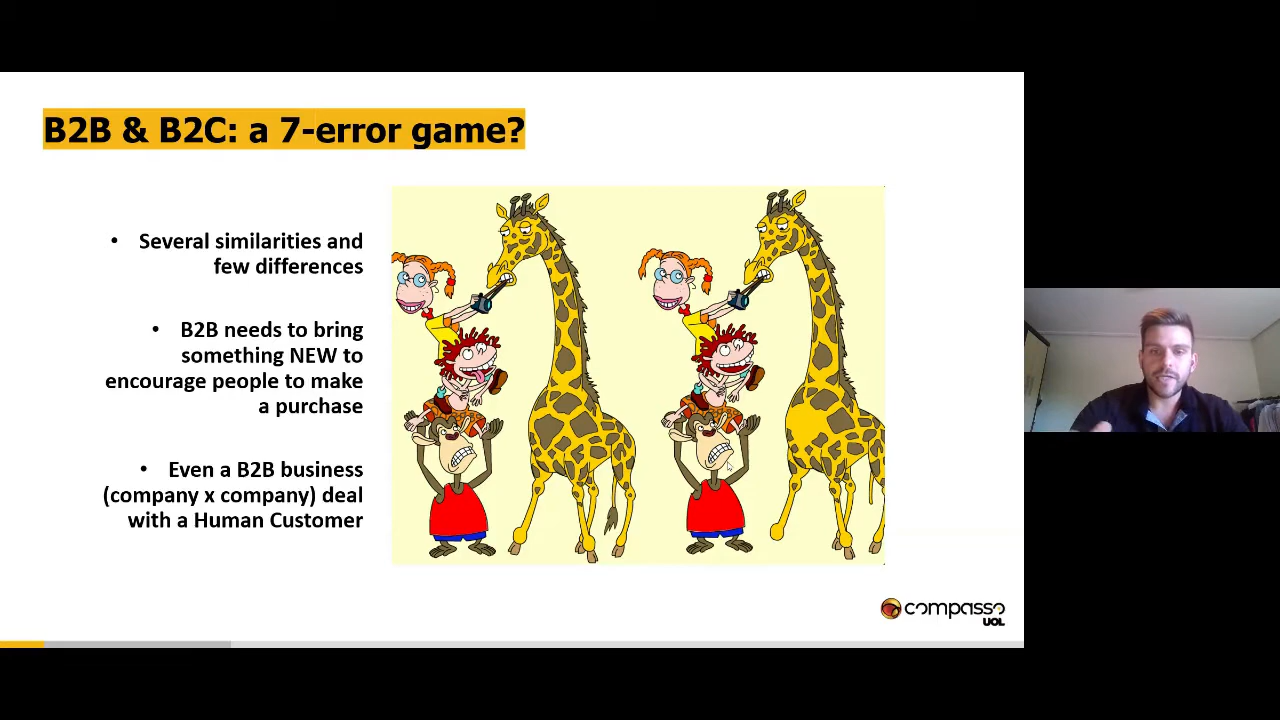 B2B & B2C: a 7-error game?
• Several similarities and
few differences
• B2B needs to bring
something NEW to
encourage people to make
a purchase
• Even a B2B business
(company x company) deal
with a Human Customer
compasso
UOL